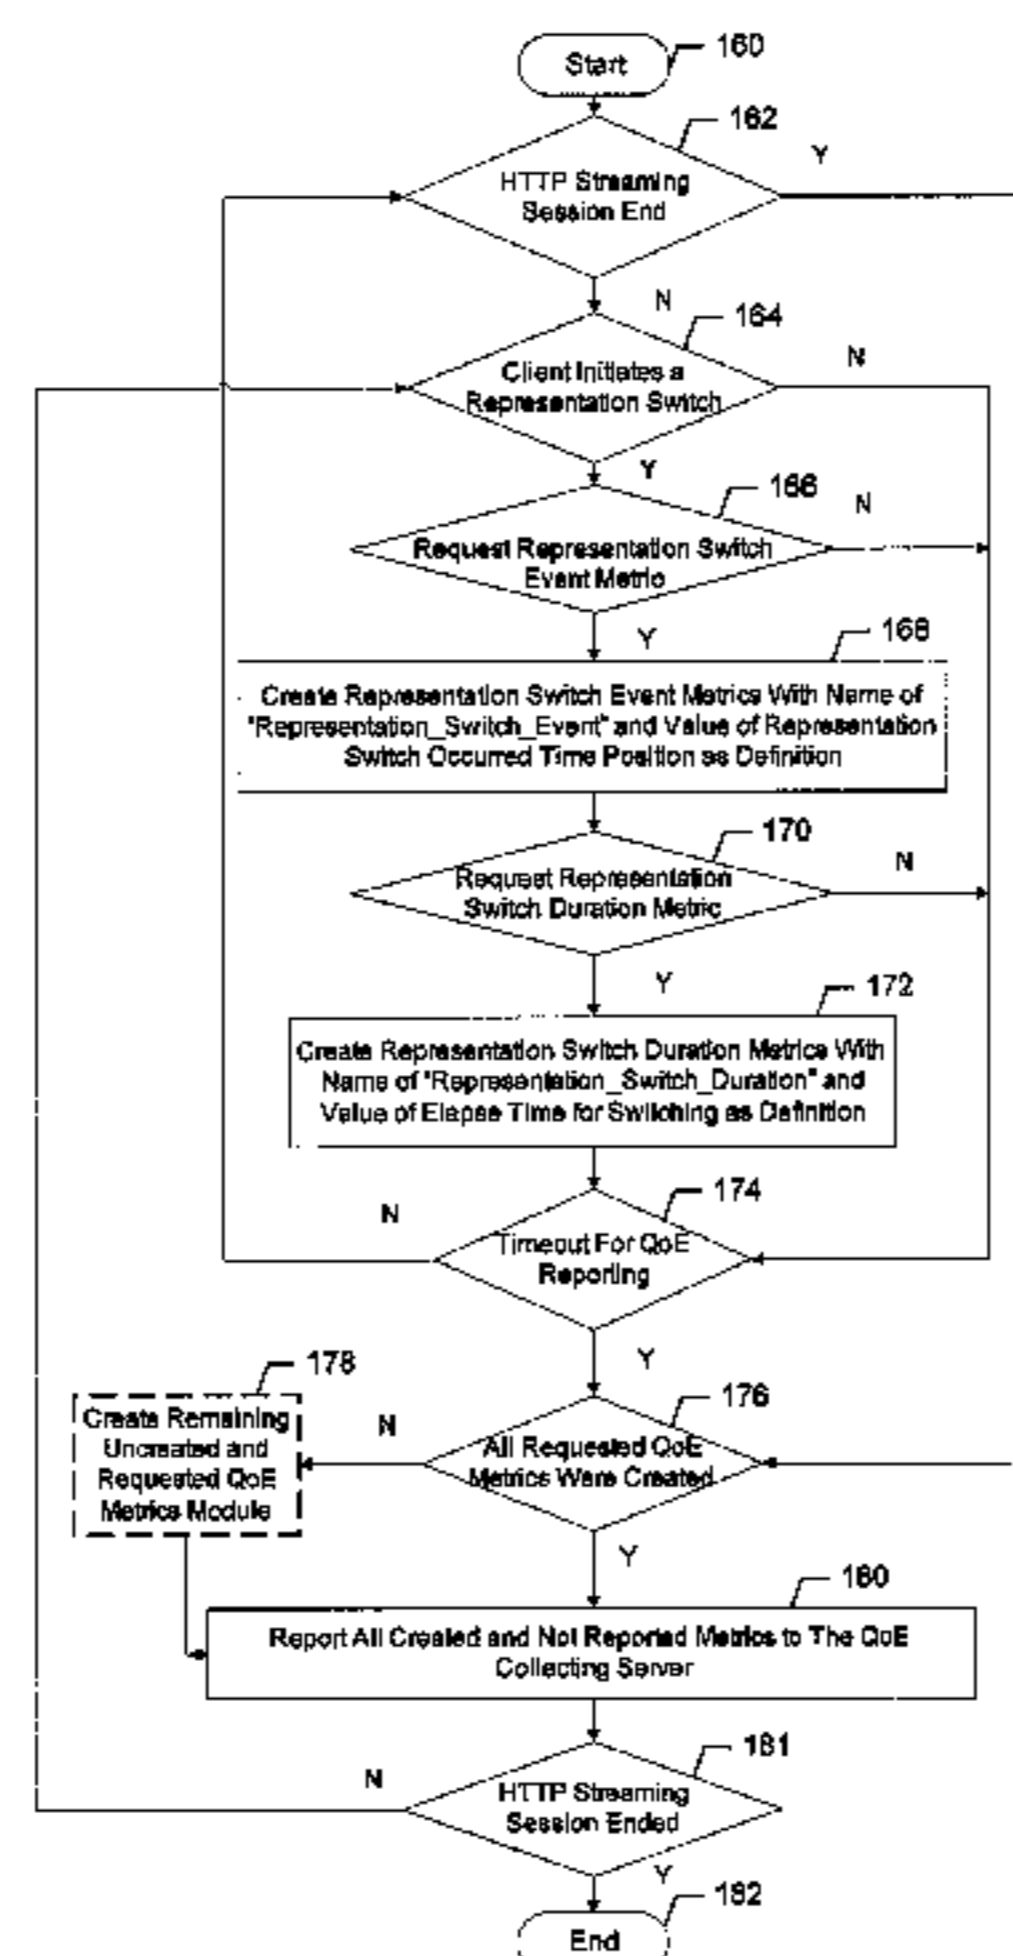 Start
160
162
Y
HTTP Streaming
Session End
N
164
N
Client Initiates a
Representation Switch
Y
166
N
Request Representation Switch
Event Metric
Y
168
Create Representation Switch Event Metrics With Name of
"Representation_Switch_Event" and Value of Representation
Switch Occurred Time Position as Definition
170
N
Request Representation
Switch Duration Metric
Y
172
Create Representation Switch Duration Metrics With
Name of "Representation_Switch_Duration" and
Value of Elapse Time for Switching as Definition
174
N
Timeout For QoE
Reporting
Y
178
176
Create Remaining
Uncreated and
Requested QoE
Metrics Module
N
All Requested QoE
Metrics Were Created
Y
180
Report All Created and Not Reported Metrics to The QoE
Collecting Server
181
N
HTTP Streaming
Session Ended
Y
182
End